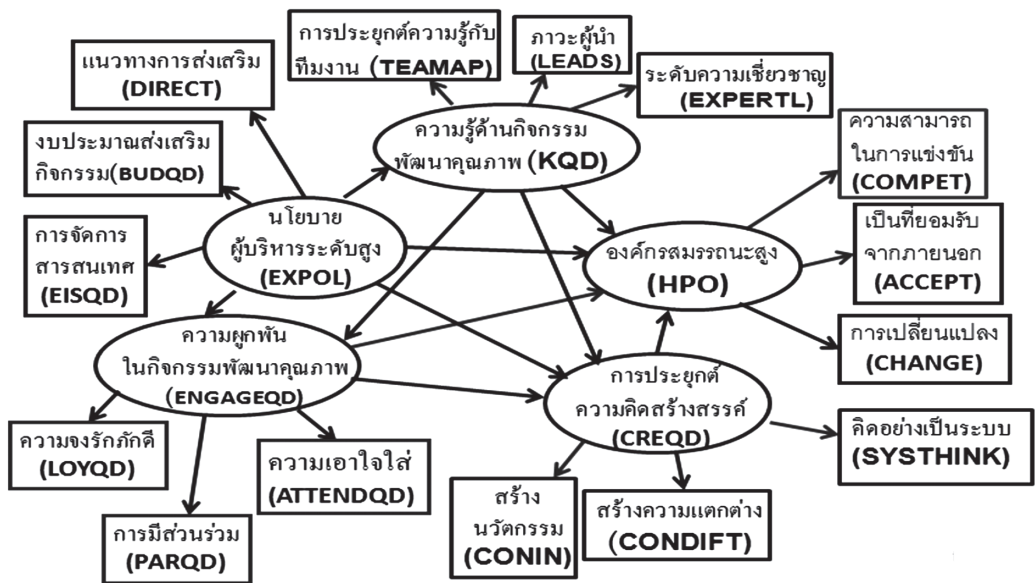 การประยุกต์ความรู้กับ
ทีมงาน (TEAMAP)
ภาวะผู้นำ
(LEADS)
แนวทางการส่งเสริม
(DIRECT)
ระดับความเชี่ยวชาญ
(EXPERTL)
ความรู้ด้านกิจกรรม
พัฒนาคุณภาพ (KQD)
ความสามารถ
ในการแข่งขัน
(COMPET)
งบประมาณส่งเสริม
กิจกรรม(BUDQD)
นโยบาย
ผู้บริหารระดับสูง
(EXPOL)
เป็นที่ยอมรับ
จากภายนอก
(ACCEPT)
การจัดการ
สารสนเทศ
(EISQD)
องค์กรสมรรถนะสูง
(HPO)
ความผูกพัน
ในกิจกรรมพัฒนาคุณภาพ
(ENGAGEQD)
การเปลี่ยนแปลง
(CHANGE)
การประยุกต์
ความคิดสร้างสรรค์
(CREQD)
คิดอย่างเป็นระบบ
(SYSTHINK)
ความจงรักภักดี
(LOYQD)
ความเอาใจใส่
(ATTENDQD)
สร้าง
นวัตกรรม
(CONIN)
สร้างความแตกต่าง
(CONDIFT)
การมีส่วนร่วม
(PARQD)